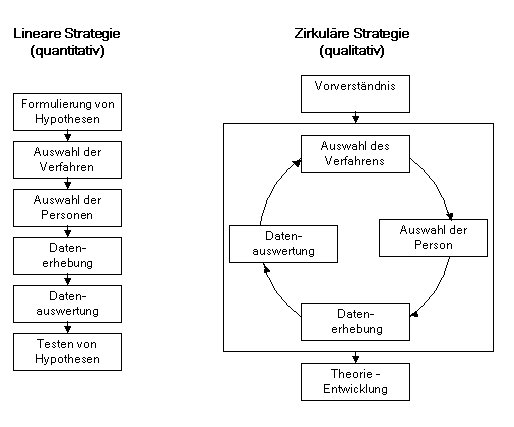 Lineare Strategie
(quantitativ)
Formulierung von
Hypothesen
Auswahl der
Verfahren
Auswahl der
Personen
Daten-
erhebung
Daten-
auswertung
Testen von
Hypothesen
Zirkuläre Strategie
(qualitativ)
Vorverständnis
Auswahl des
Verfahrens
Auswahl der
Person
Daten-
erhebung
Daten-
auswertung
Theorie -
Entwicklung